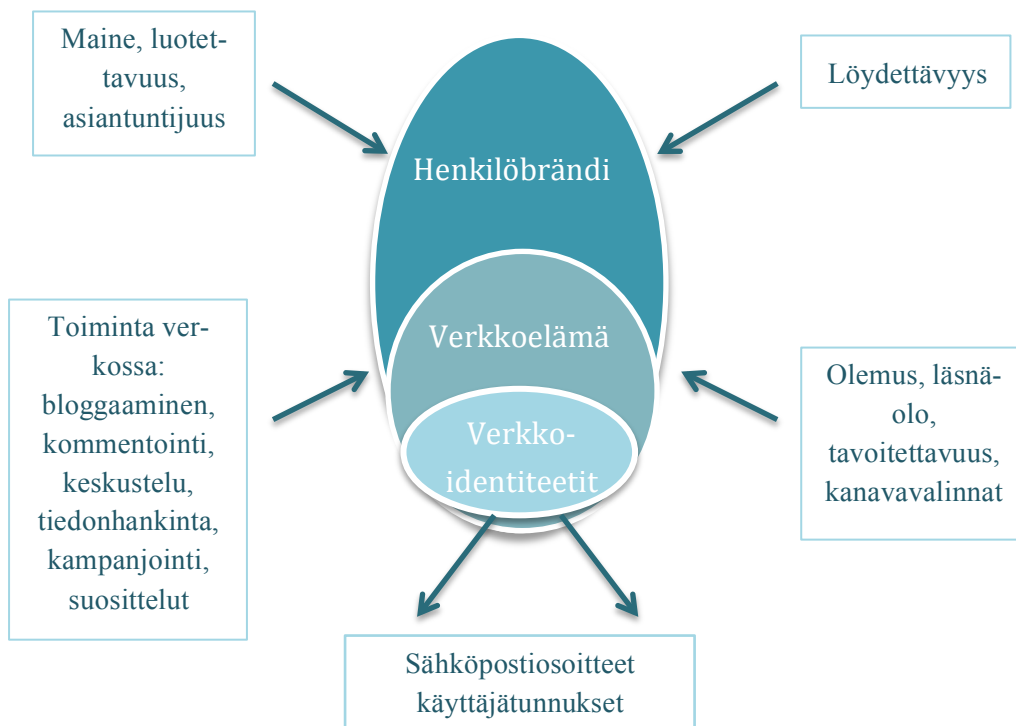 Maine, luotet-
tavuus,
asiantuntijuus
Löydettävyys
Henkilöbrändi
Toiminta ver-
kossa:
bloggaaminen,
kommentointi,
keskustelu,
tiedonhankinta,
kampanjointi,
suosittelut
Verkkoelämä
Olemus, läsnä-
olo,
tavoitettavuus,
kanavavalinnat
Verkko-
identiteetit
Sähköpostiosoitteet
käyttäjätunnukset